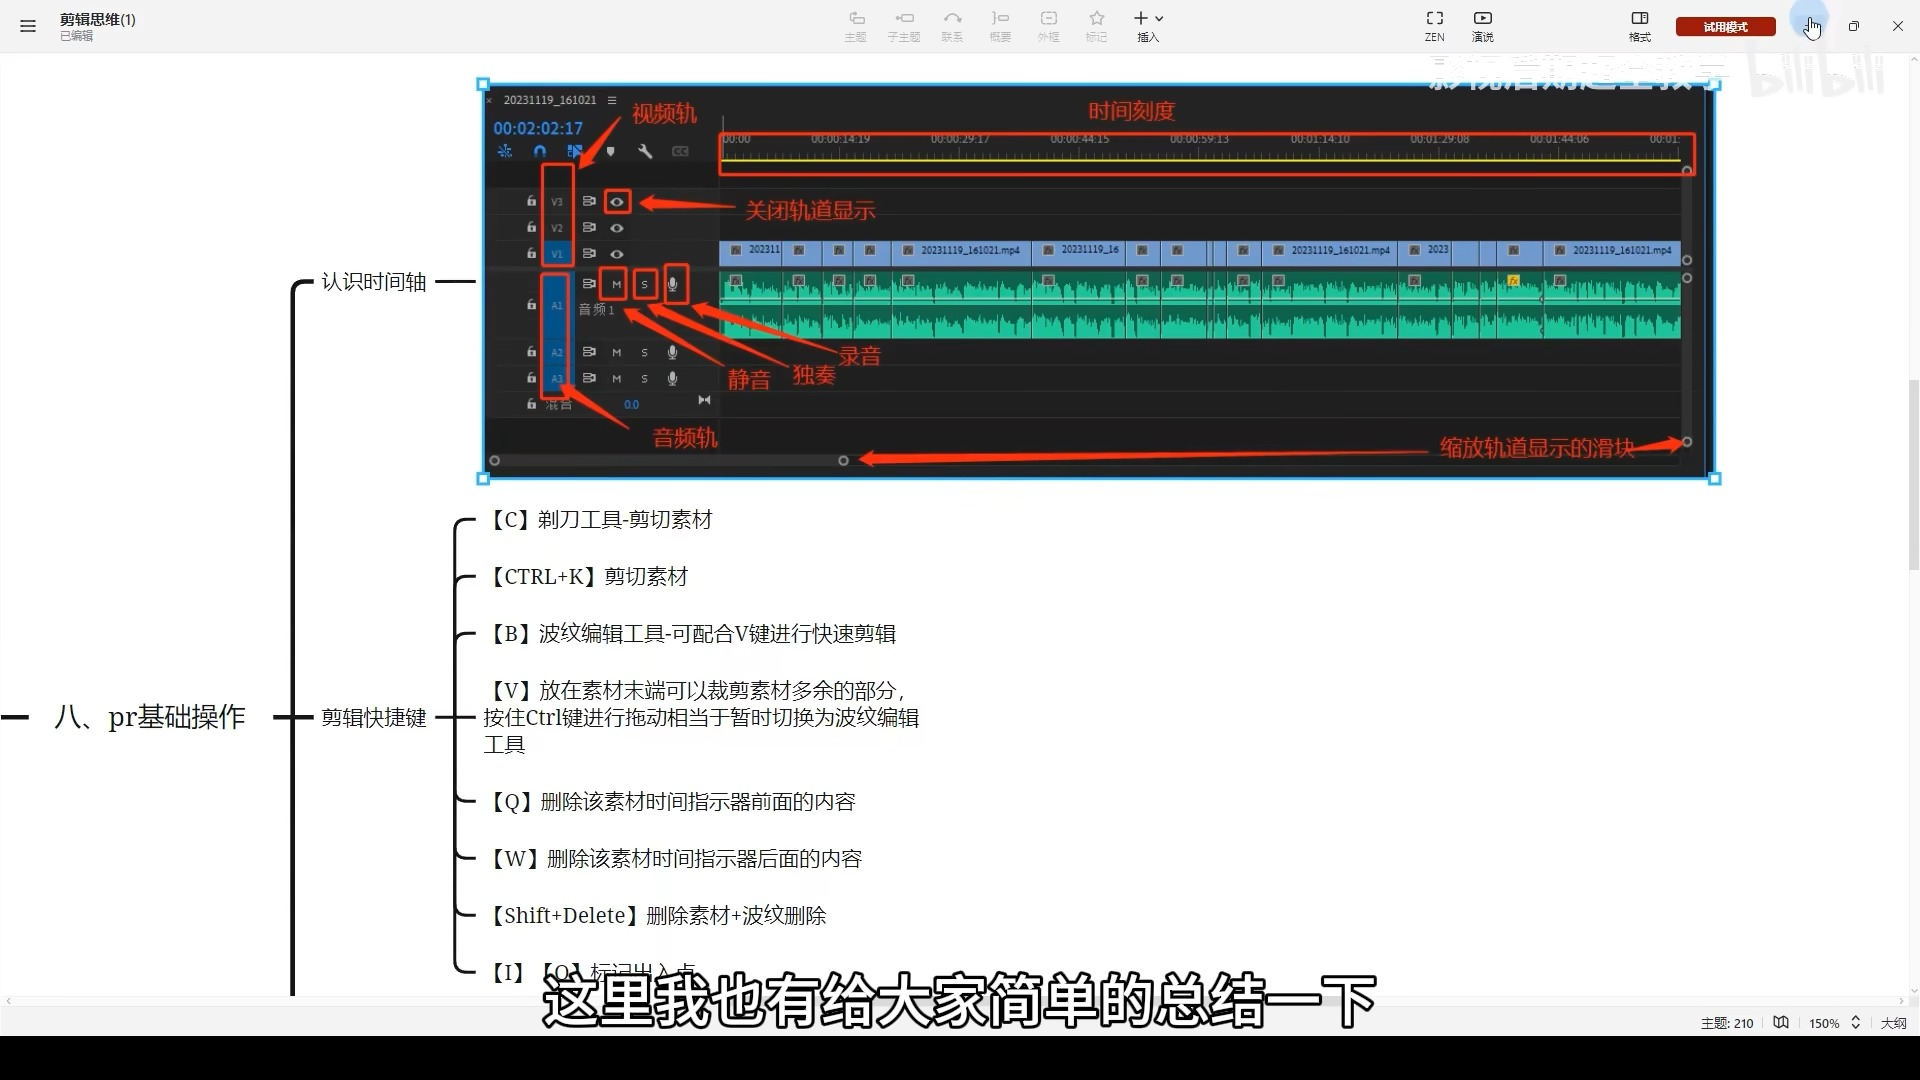 剪辑思维(1)
已编辑
主题
子主题
联系
概要
外框
标记
插入
ZEN
演说
格式
试用模式
bilibili
20231119_161021
视频轨
时间刻度
00:02:02:17
00:00
00:00:14:19
00:00:29:17
00:00:44:15
00:00:59:13
00:01:14:10
00:01:29:08
00:01:44:06
00:01:
V3
关闭轨道显示
V2
V1
202311
20231119_161021.mp4
20231119_16
20231119_161021.mp4
2023
20231119_161021.mp4
M
S
A1
音频 1
录音
独奏
静音
A2
M
S
A3
M
S
混合
0.0
音频轨
缩放轨道显示的滑块
认识时间轴
【C】剃刀工具-剪切素材
【CTRL+K】剪切素材
【B】波纹编辑工具-可配合V键进行快速剪辑
【V】放在素材末端可以裁剪素材多余的部分，
按住Ctrl键进行拖动相当于暂时切换为波纹编辑
工具
八、pr基础操作
剪辑快捷键
【Q】删除该素材时间指示器前面的内容
【W】删除该素材时间指示器后面的内容
【Shift+Delete】删除素材+波纹删除
【I】【O】标记出入点
这里我也有给大家简单的总结一下
主题: 210
150%
大纲